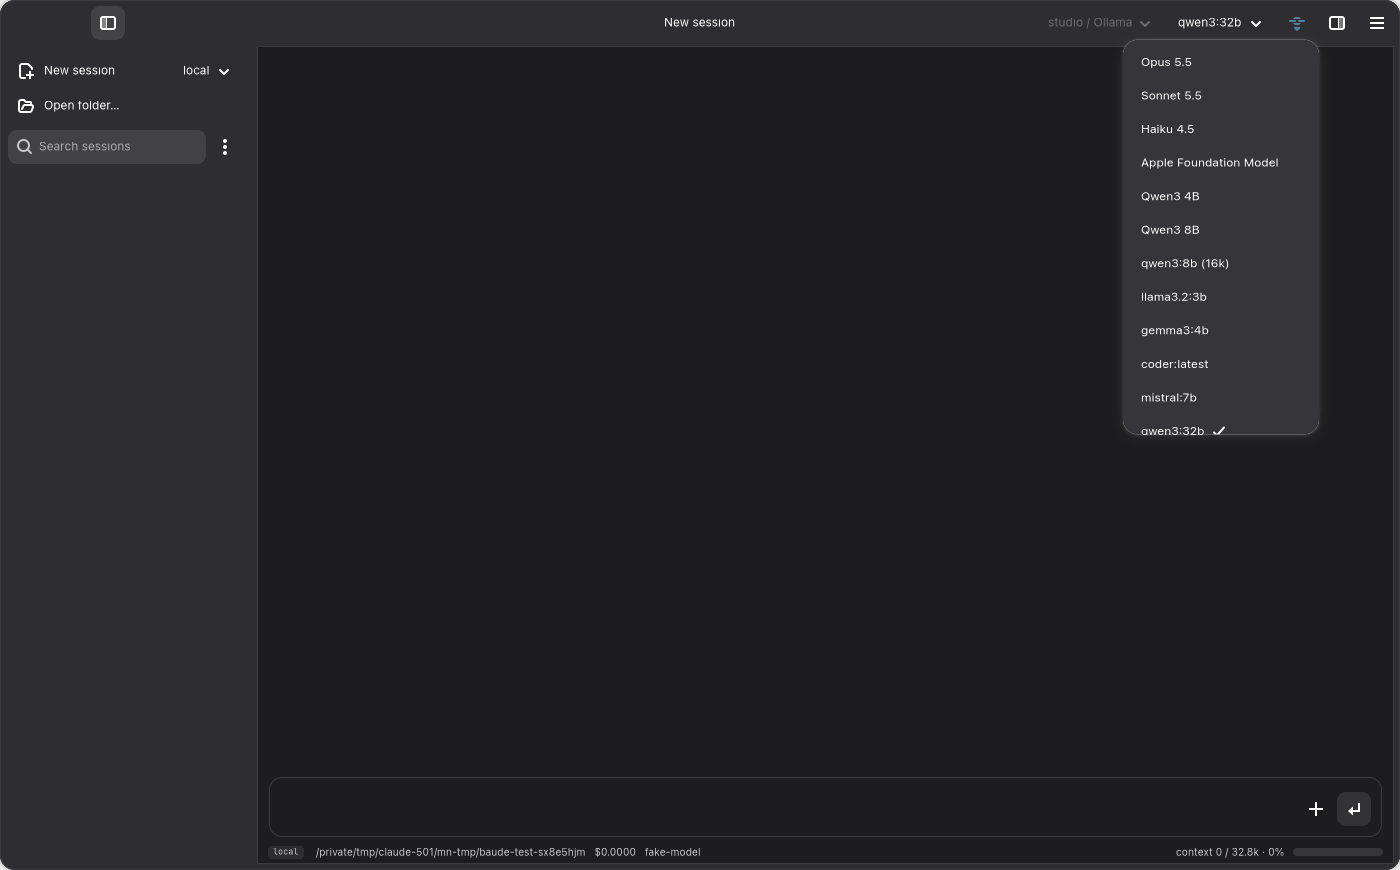 New session
studio / Ollama
qwen3:32b
New session
local
Open folder...
Search sessions
Opus 5.5
Sonnet 5.5
Haiku 4.5
Apple Foundation Model
Qwen3 4B
Qwen3 8B
qwen3:8b (16k)
llama3.2:3b
gemma3:4b
coder:latest
mistral:7b
qwen3:32b
local /private/tmp/claude-501/mn-tmp/baude-test-sx8e5hjm $0.0000 fake-model
context 0 / 32.8k · 0%